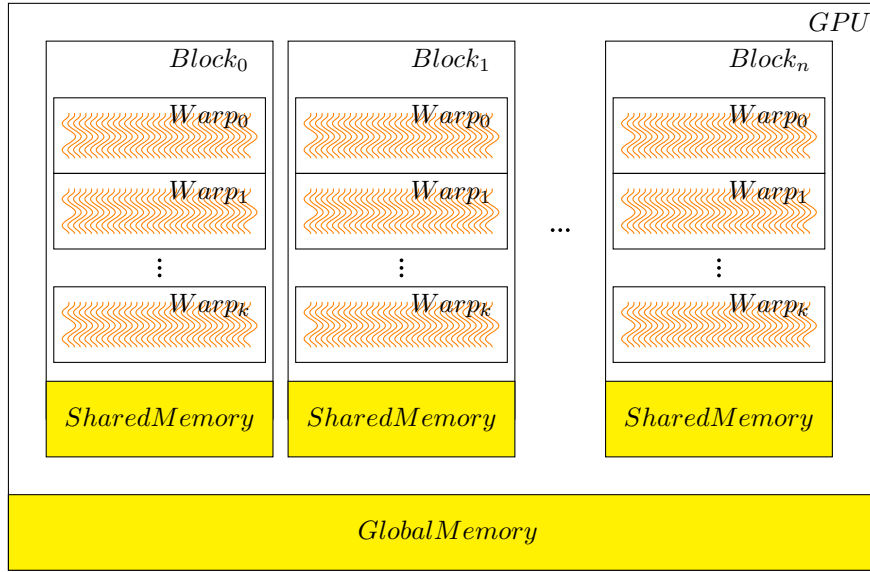 GPU
Block₀
Warp₀
Warp₁
⋮
Warpₖ
SharedMemory
Block₁
Warp₀
Warp₁
⋮
Warpₖ
SharedMemory
...
Blockₙ
Warp₀
Warp₁
⋮
Warpₖ
SharedMemory
GlobalMemory